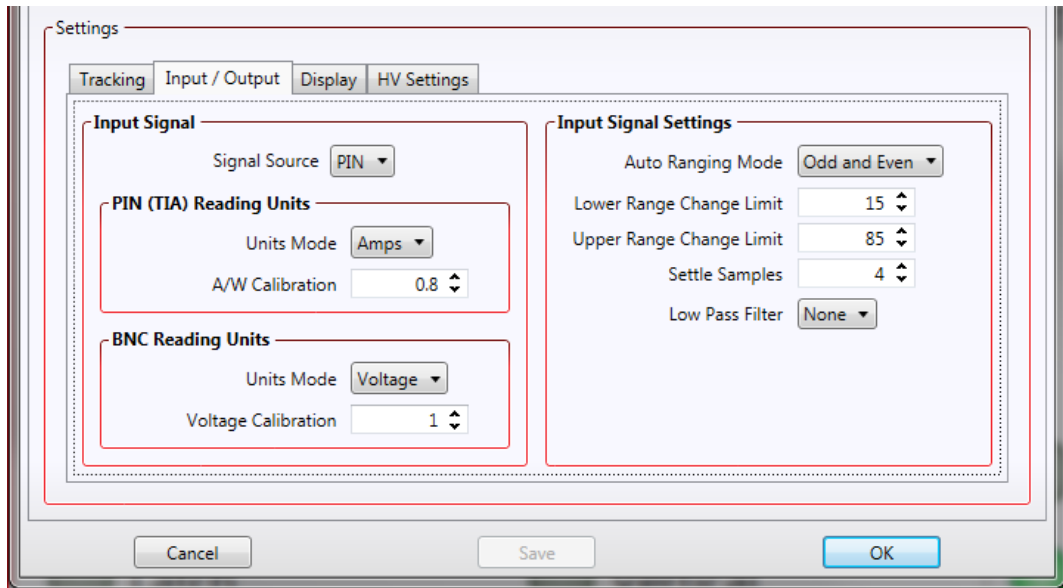 Settings
Tracking Input / Output Display HV Settings
Input Signal
Signal Source PIN
PIN (TIA) Reading Units
Units Mode Amps
A/W Calibration 0.8
BNC Reading Units
Units Mode Voltage
Voltage Calibration 1
Input Signal Settings
Auto Ranging Mode Odd and Even
Lower Range Change Limit 15
Upper Range Change Limit 85
Settle Samples 4
Low Pass Filter None
Cancel Save OK